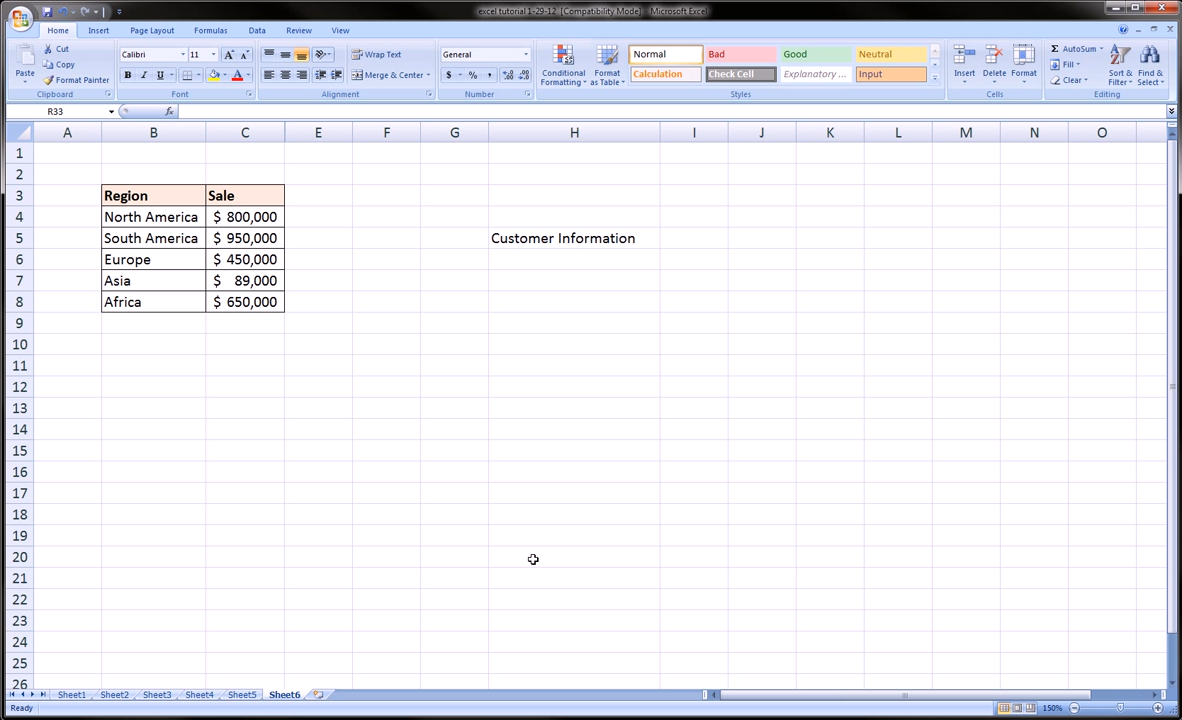 excel tutorial 1-29-12 [Compatibility Mode] - Microsoft Excel
Home Insert Page Layout Formulas Data Review View
Paste Cut Copy Format Painter Clipboard
Calibri 11 A A B I U A Font
Wrap Text Merge & Center Alignment
General $ % , Number
Conditional Formatting Format as Table
Normal Bad Good Neutral
Calculation Check Cell Explanatory ... Input
Styles
Insert Delete Format Cells
Σ AutoSum Fill Clear Sort & Filter Find & Select Editing
R33 fx
A B C E F G H I J K L M N O
1
2
3 Region Sale
4 North America $ 800,000
5 South America $ 950,000 Customer Information
6 Europe $ 450,000
7 Asia $ 89,000
8 Africa $ 650,000
9
10
11
12
13
14
15
16
17
18
19
20
21
22
23
24
25
26
Sheet1 Sheet2 Sheet3 Sheet4 Sheet5 Sheet6
Ready 150%